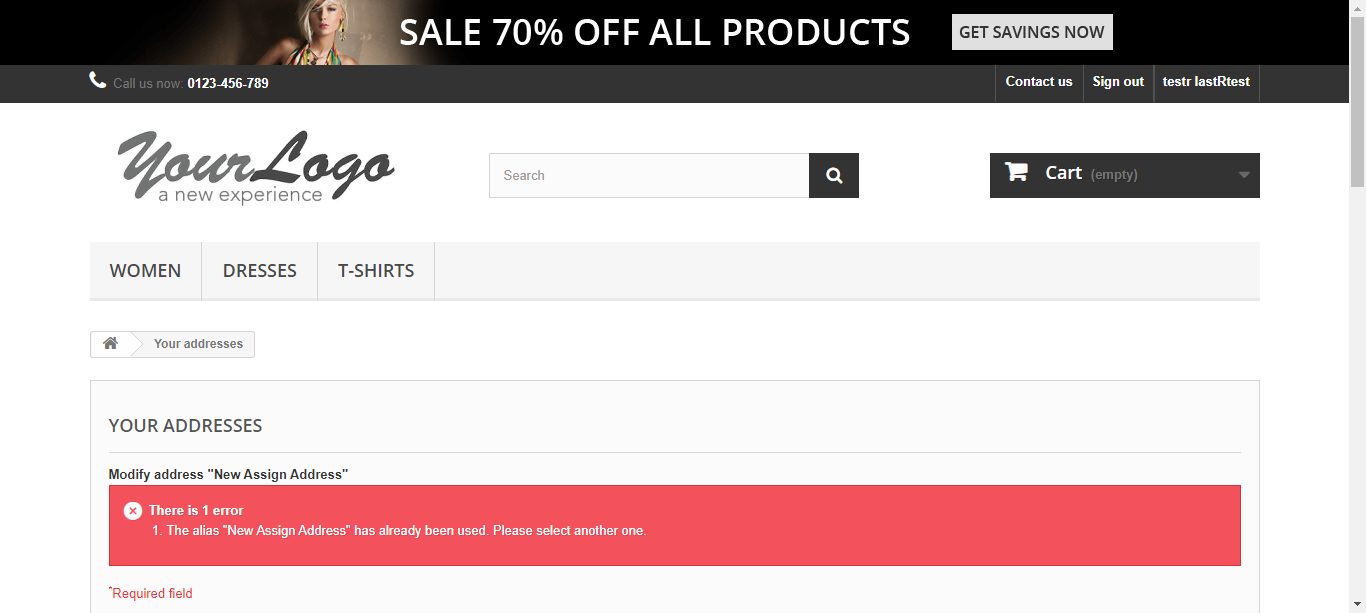 SALE 70% OFF ALL PRODUCTS GET SAVINGS NOW
Call us now: 0123-456-789 Contact us Sign out testr lastRtest
YourLogo
a new experience
Search
Cart (empty)
WOMEN DRESSES T-SHIRTS
Your addresses
YOUR ADDRESSES
Modify address "New Assign Address"
There is 1 error
1. The alias "New Assign Address" has already been used. Please select another one.
*Required field